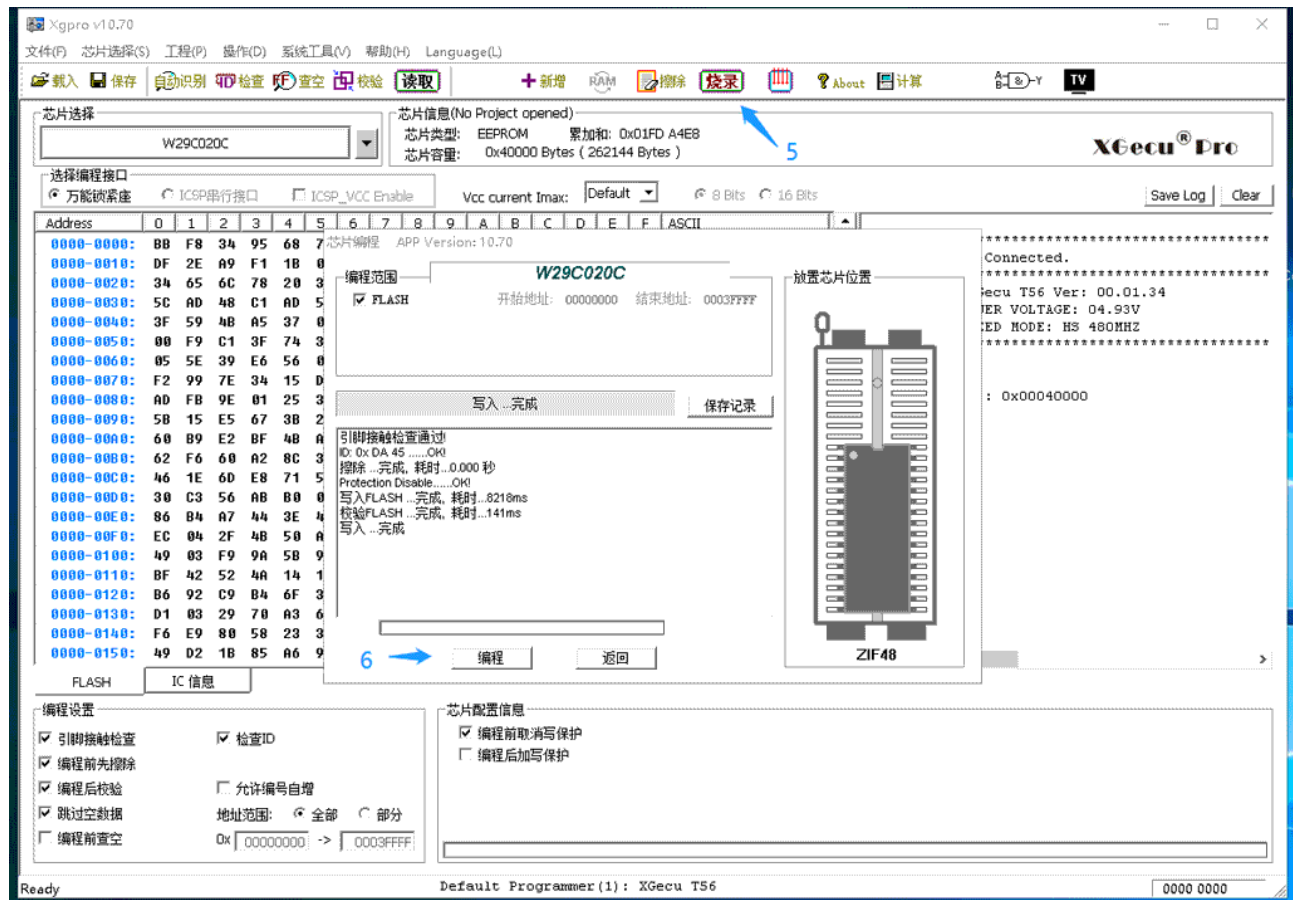 Xgpro v10.70
文件(F) 芯片选择(S) 工程(P) 操作(D) 系统工具(V) 帮助(H) Language(L)
载入 保存 自动识别 检查 查空 校验 读取 新增 RAM 擦除 烧录 About 计算 TV
5
芯片选择
W29C020C
芯片信息(No Project opened)
芯片类型: EEPROM 累加和: 0x01FD A4E8
芯片容量: 0x40000 Bytes ( 262144 Bytes )
XGecu® Pro
选择编程接口
万能锁紧座 ICSP串行接口 ICSP_VCC Enable
Vcc current Imax: Default 8 Bits 16 Bits
Save Log Clear
Address 0 1 2 3 4 5 6 7 8 9 A B C D E F ASCII
0000-0000: BB F8 34 95 68 7
0000-0010: DF 2E A9 F1 1B 0
0000-0020: 34 65 6C 78 20 3
0000-0030: 5C AD 48 C1 AD 5
0000-0040: 3F 59 4B A5 37 0
0000-0050: 00 F9 C1 3F 74 3
0000-0060: 05 5E 39 E6 56 0
0000-0070: F2 99 7E 34 15 D
0000-0080: AD FB 9E 01 25 3
0000-0090: 5B 15 E5 67 3B 2
0000-00A0: 60 B9 E2 BF 4B A
0000-00B0: 62 F6 60 A2 8C 3
0000-00C0: 46 1E 6D E8 71 5
0000-00D0: 30 C3 56 AB B0 0
0000-00E0: 86 B4 A7 44 3E 4
0000-00F0: EC 04 2F 4B 50 A
0000-0100: 49 03 F9 9A 5B 9
0000-0110: BF 42 52 4A 14 1
0000-0120: B6 92 C9 B4 6F 3
0000-0130: D1 03 29 70 A3 6
0000-0140: F6 E9 80 58 23 3
0000-0150: 49 D2 1B 85 A6 9
芯片编程 APP Version: 10.70
编程范围
W29C020C
FLASH 开始地址: 00000000 结束地址: 0003FFFF
写入 ...完成
保存记录
引脚接触检查通过!
ID: 0x DA 45 ......OK!
擦除 ...完成, 耗时...0.000 秒
Protection Disable......OK!
写入FLASH ...完成, 耗时...8218ms
校验FLASH ...完成, 耗时...141ms
写入 ...完成
6
编程 返回
放置芯片位置
ZIF48
**********************************
Connected.
**********************************
Gecu T56 Ver: 00.01.34
ER VOLTAGE: 04.93V
ED MODE: HS 480MHZ
**********************************
: 0x00040000
FLASH IC 信息
编程设置
引脚接触检查 检查ID
编程前先擦除
编程后校验 允许编号自增
跳过空数据 地址范围: 全部 部分
编程前查空 0x 00000000 -> 0003FFFF
芯片配置信息
编程前取消写保护
编程后加写保护
Ready
Default Programmer(1): XGecu T56
0000 0000